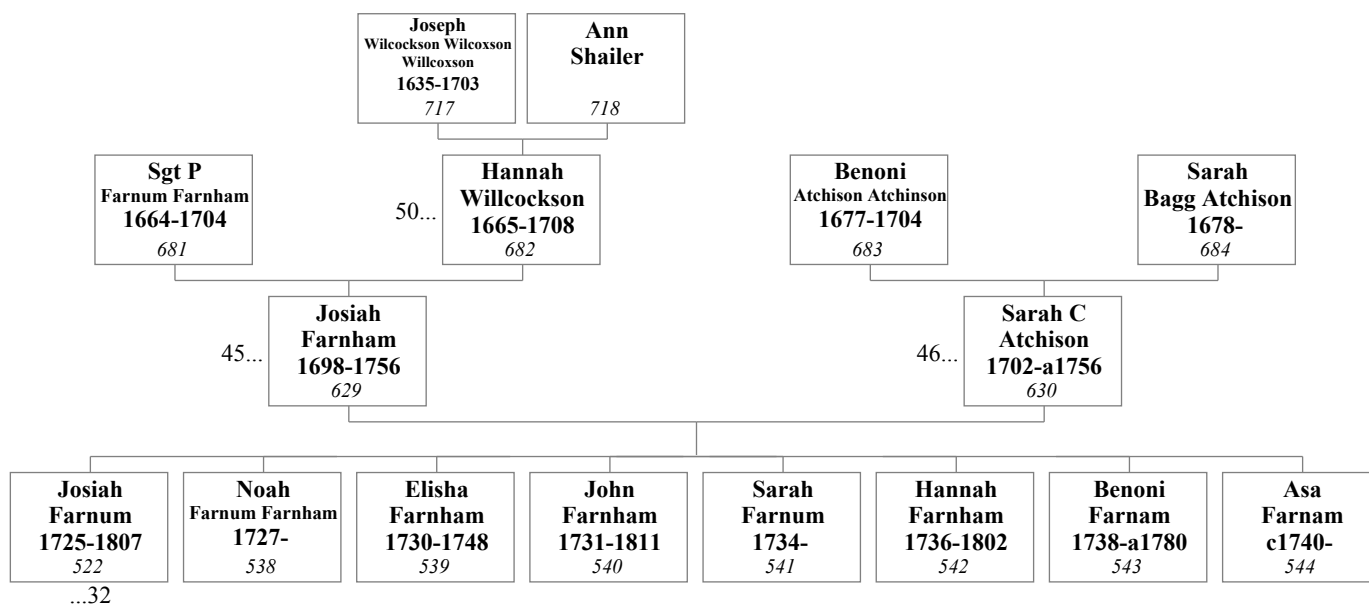 Joseph
Wilcockson Wilcoxson
Willcoxson
1635-1703
717
Ann
Shailer
718
Sgt P
Farnum Farnham
1664-1704
681
50...
Hannah
Willcockson
1665-1708
682
Benoni
Atchison Atchinson
1677-1704
683
Sarah
Bagg Atchison
1678-
684
45...
Josiah
Farnham
1698-1756
629
46...
Sarah C
Atchison
1702-a1756
630
Josiah
Farnum
1725-1807
522
...32
Noah
Farnum Farnham
1727-
538
Elisha
Farnham
1730-1748
539
John
Farnham
1731-1811
540
Sarah
Farnum
1734-
541
Hannah
Farnham
1736-1802
542
Benoni
Farnam
1738-a1780
543
Asa
Farnam
c1740-
544